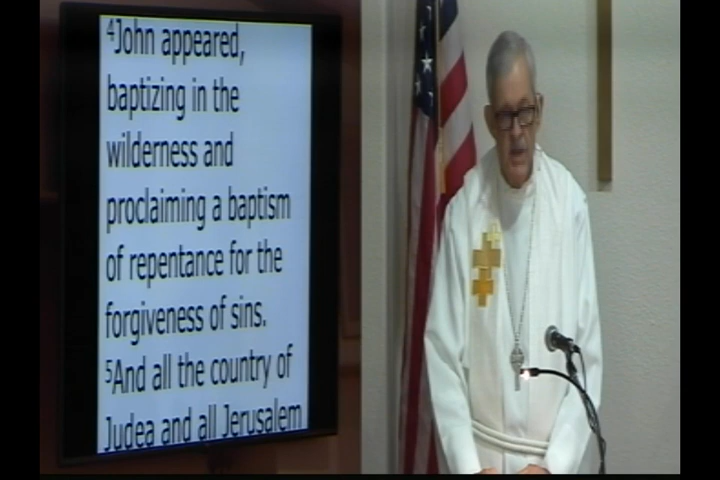 ⁴John appeared,
baptizing in the
wilderness and
proclaiming a baptism
of repentance for the
forgiveness of sins.
⁵And all the country of
Judea and all Jerusalem